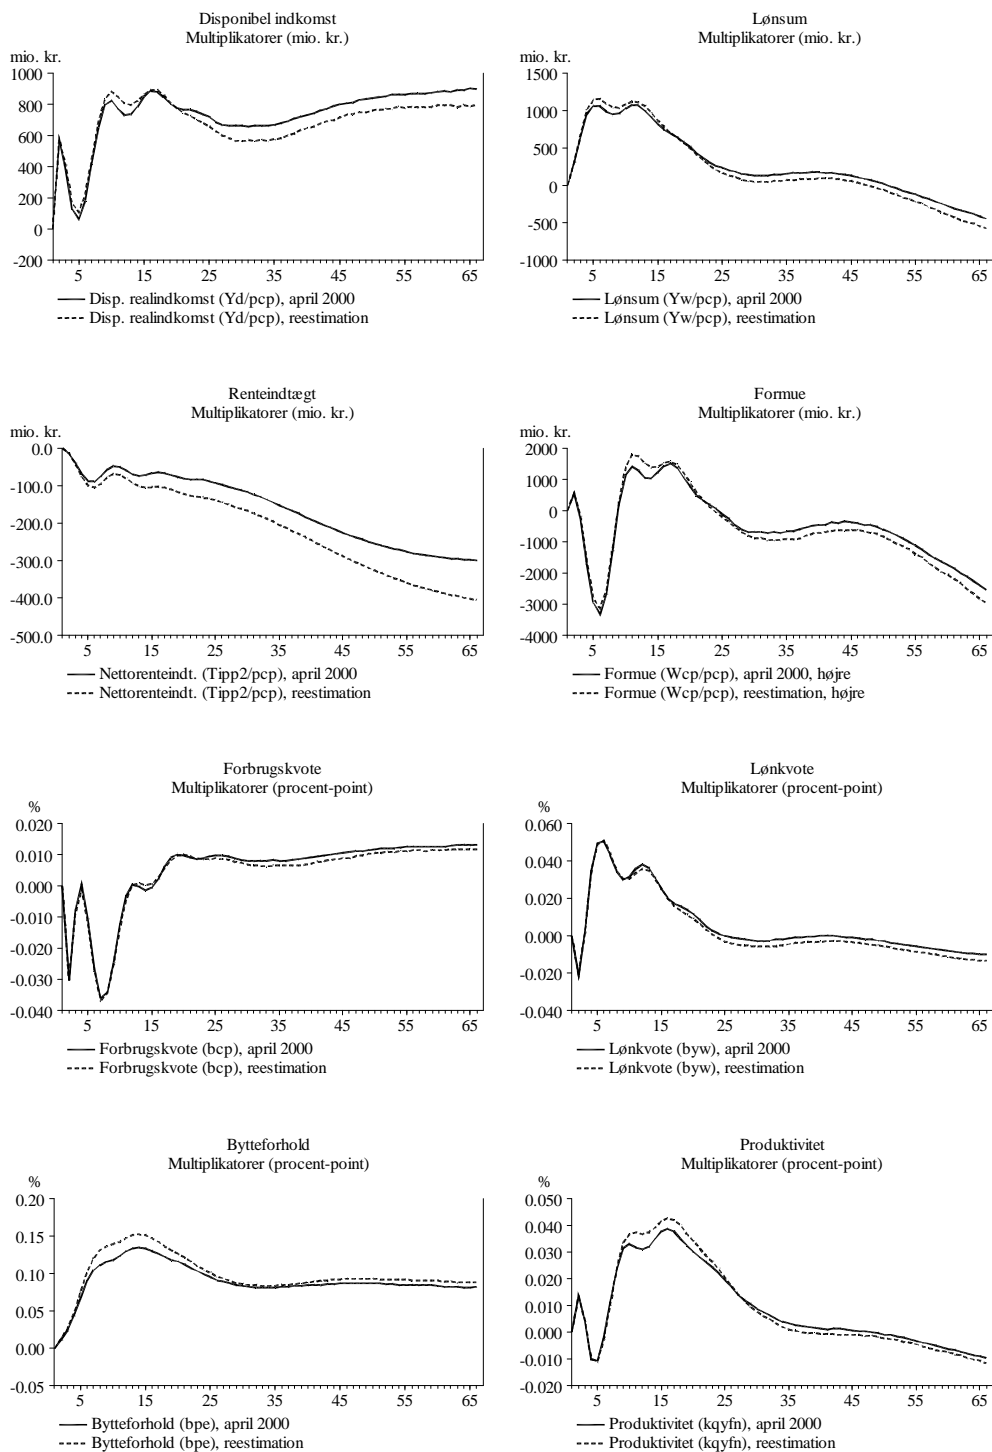 Disponibel indkomst
Multiplikatorer (mio. kr.)
mio. kr.
1000
800
600
400
200
0
-200
5 15 25 35 45 55 65
Disp. realindkomst (Yd/pcp), april 2000
Disp. realindkomst (Yd/pcp), reestimation
Lønsum
Multiplikatorer (mio. kr.)
mio. kr.
1500
1000
500
0
-500
-1000
5 15 25 35 45 55 65
Lønsum (Yw/pcp), april 2000
Lønsum (Yw/pcp), reestimation
Renteindtægt
Multiplikatorer (mio. kr.)
mio. kr.
0.0
-100.0
-200.0
-300.0
-400.0
-500.0
5 15 25 35 45 55 65
Nettorenteindt. (Tipp2/pcp), april 2000
Nettorenteindt. (Tipp2/pcp), reestimation
Formue
Multiplikatorer (mio. kr.)
mio. kr.
2000
1000
0
-1000
-2000
-3000
-4000
5 15 25 35 45 55 65
Formue (Wcp/pcp), april 2000, højre
Formue (Wcp/pcp), reestimation, højre
Forbrugskvote
Multiplikatorer (procent-point)
%
0.020
0.010
0.000
-0.010
-0.020
-0.030
-0.040
5 15 25 35 45 55 65
Forbrugskvote (bcp), april 2000
Forbrugskvote (bcp), reestimation
Lønkvote
Multiplikatorer (procent-point)
%
0.060
0.040
0.020
0.000
-0.020
-0.040
5 15 25 35 45 55 65
Lønkvote (byw), april 2000
Lønkvote (byw), reestimation
Bytteforhold
Multiplikatorer (procent-point)
%
0.20
0.15
0.10
0.05
0.00
-0.05
5 15 25 35 45 55 65
Bytteforhold (bpe), april 2000
Bytteforhold (bpe), reestimation
Produktivitet
Multiplikatorer (procent-point)
%
0.050
0.040
0.030
0.020
0.010
0.000
-0.010
-0.020
5 15 25 35 45 55 65
Produktivitet (kqyfn), april 2000
Produktivitet (kqyfn), reestimation